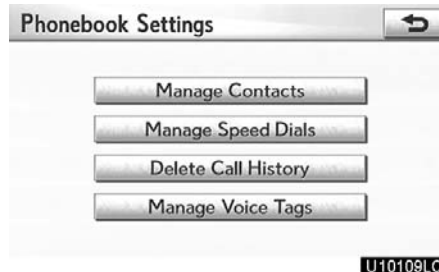 Phonebook Settings
Manage Contacts
Manage Speed Dials
Delete Call History
Manage Voice Tags
U10109LC